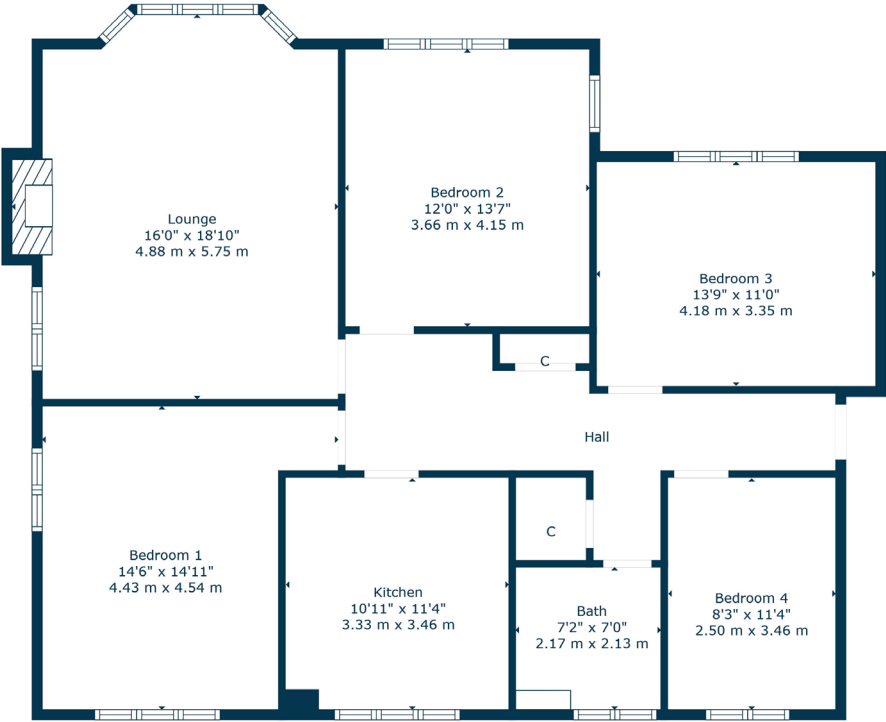 Lounge
16'0" x 18'10"
4.88 m x 5.75 m
Bedroom 2
12'0" x 13'7"
3.66 m x 4.15 m
Bedroom 3
13'9" x 11'0"
4.18 m x 3.35 m
C
Hall
Bedroom 1
14'6" x 14'11"
4.43 m x 4.54 m
Kitchen
10'11" x 11'4"
3.33 m x 3.46 m
C
Bath
7'2" x 7'0"
2.17 m x 2.13 m
Bedroom 4
8'3" x 11'4"
2.50 m x 3.46 m